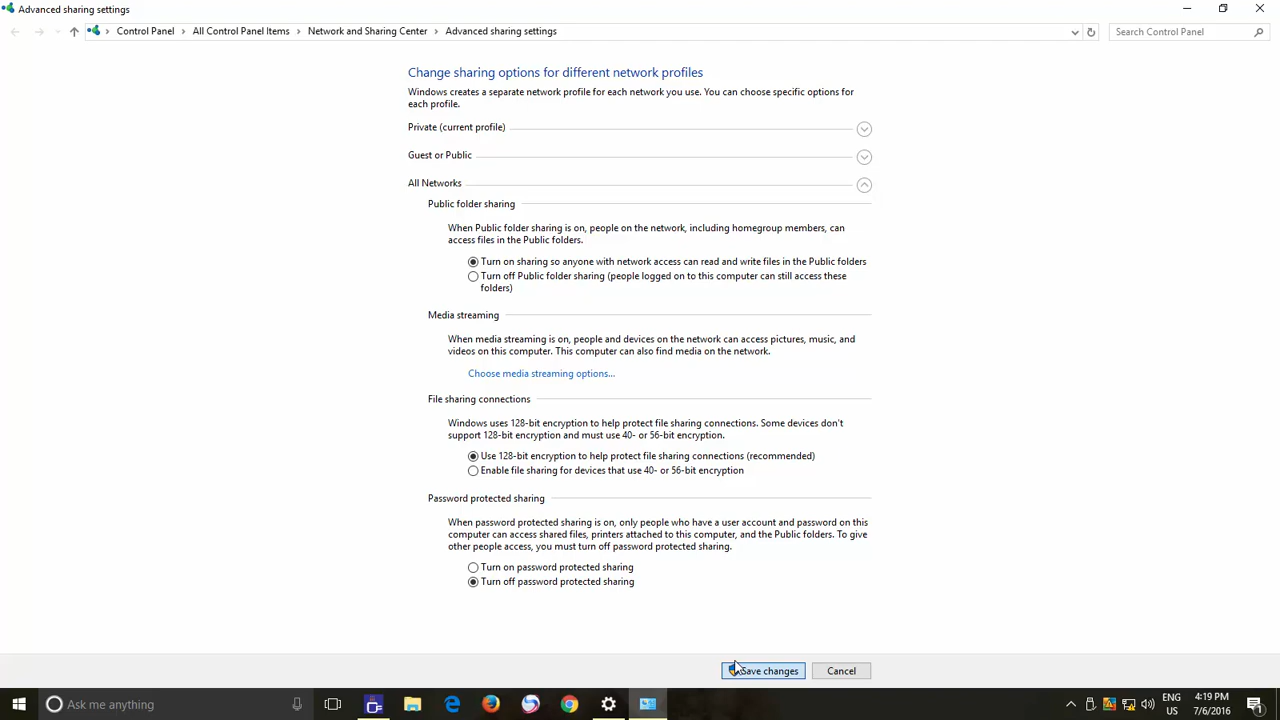 Advanced sharing settings
Control Panel › All Control Panel Items › Network and Sharing Center › Advanced sharing settings
Search Control Panel
Change sharing options for different network profiles
Windows creates a separate network profile for each network you use. You can choose specific options for
each profile.
Private (current profile)
Guest or Public
All Networks
Public folder sharing
When Public folder sharing is on, people on the network, including homegroup members, can
access files in the Public folders.
Turn on sharing so anyone with network access can read and write files in the Public folders
Turn off Public folder sharing (people logged on to this computer can still access these
folders)
Media streaming
When media streaming is on, people and devices on the network can access pictures, music, and
videos on this computer. This computer can also find media on the network.
Choose media streaming options...
File sharing connections
Windows uses 128-bit encryption to help protect file sharing connections. Some devices don't
support 128-bit encryption and must use 40- or 56-bit encryption.
Use 128-bit encryption to help protect file sharing connections (recommended)
Enable file sharing for devices that use 40- or 56-bit encryption
Password protected sharing
When password protected sharing is on, only people who have a user account and password on this
computer can access shared files, printers attached to this computer, and the Public folders. To give
other people access, you must turn off password protected sharing.
Turn on password protected sharing
Turn off password protected sharing
Save changes
Cancel
Ask me anything
ENG
US
4:19 PM
7/6/2016
1